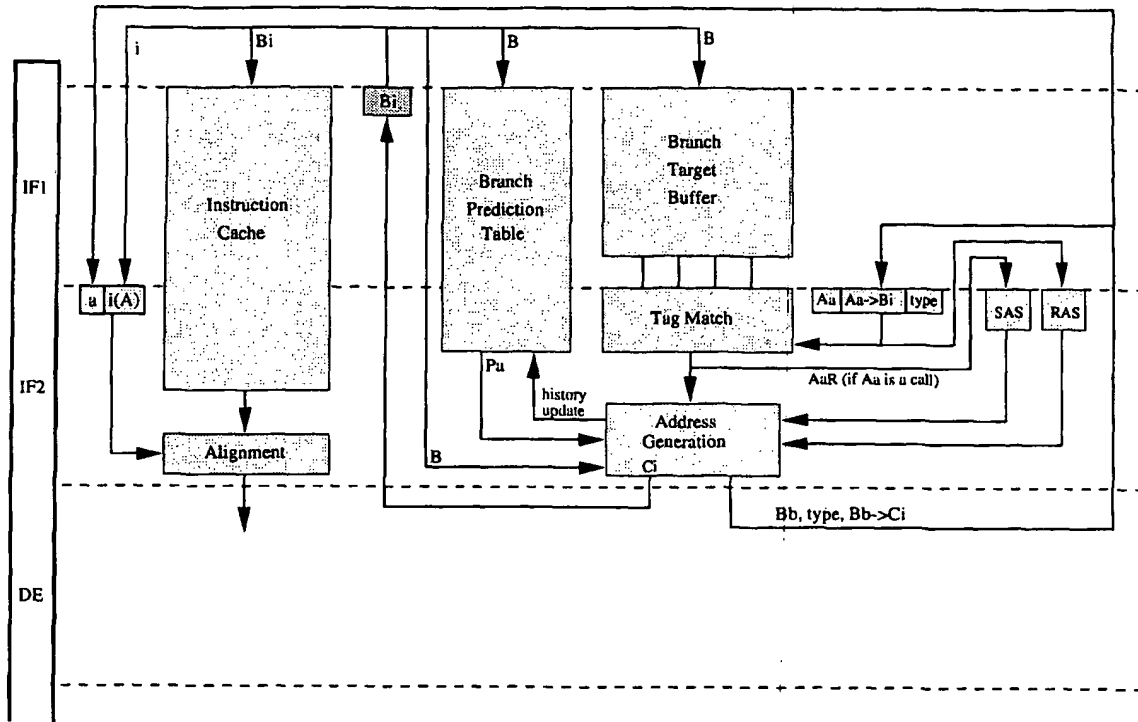 i
Bi
B
B
Bi
IF1
Instruction
Cache
Branch
Prediction
Table
Branch
Target
Buffer
a
i(A)
Aa
Aa->Bi
type
SAS
RAS
Tag Match
IF2
Pa
history
update
AaR (if Aa is a call)
Address
Generation
Ci
Alignment
B
Bb, type, Bb->Ci
DE